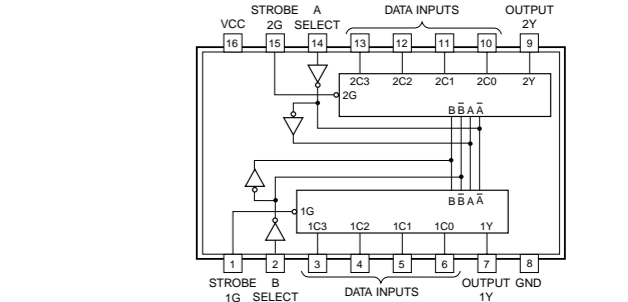 STROBE A DATA INPUTS OUTPUT
VCC 2G SELECT 2Y
16 15 14 13 12 11 10 9
2C3 2C2 2C1 2C0 2Y
2G
B B̅ A A̅
B B̅ A A̅
1G
1C3 1C2 1C1 1C0 1Y
1 2 3 4 5 6 7 8
STROBE B DATA INPUTS OUTPUT GND
1G SELECT 1Y